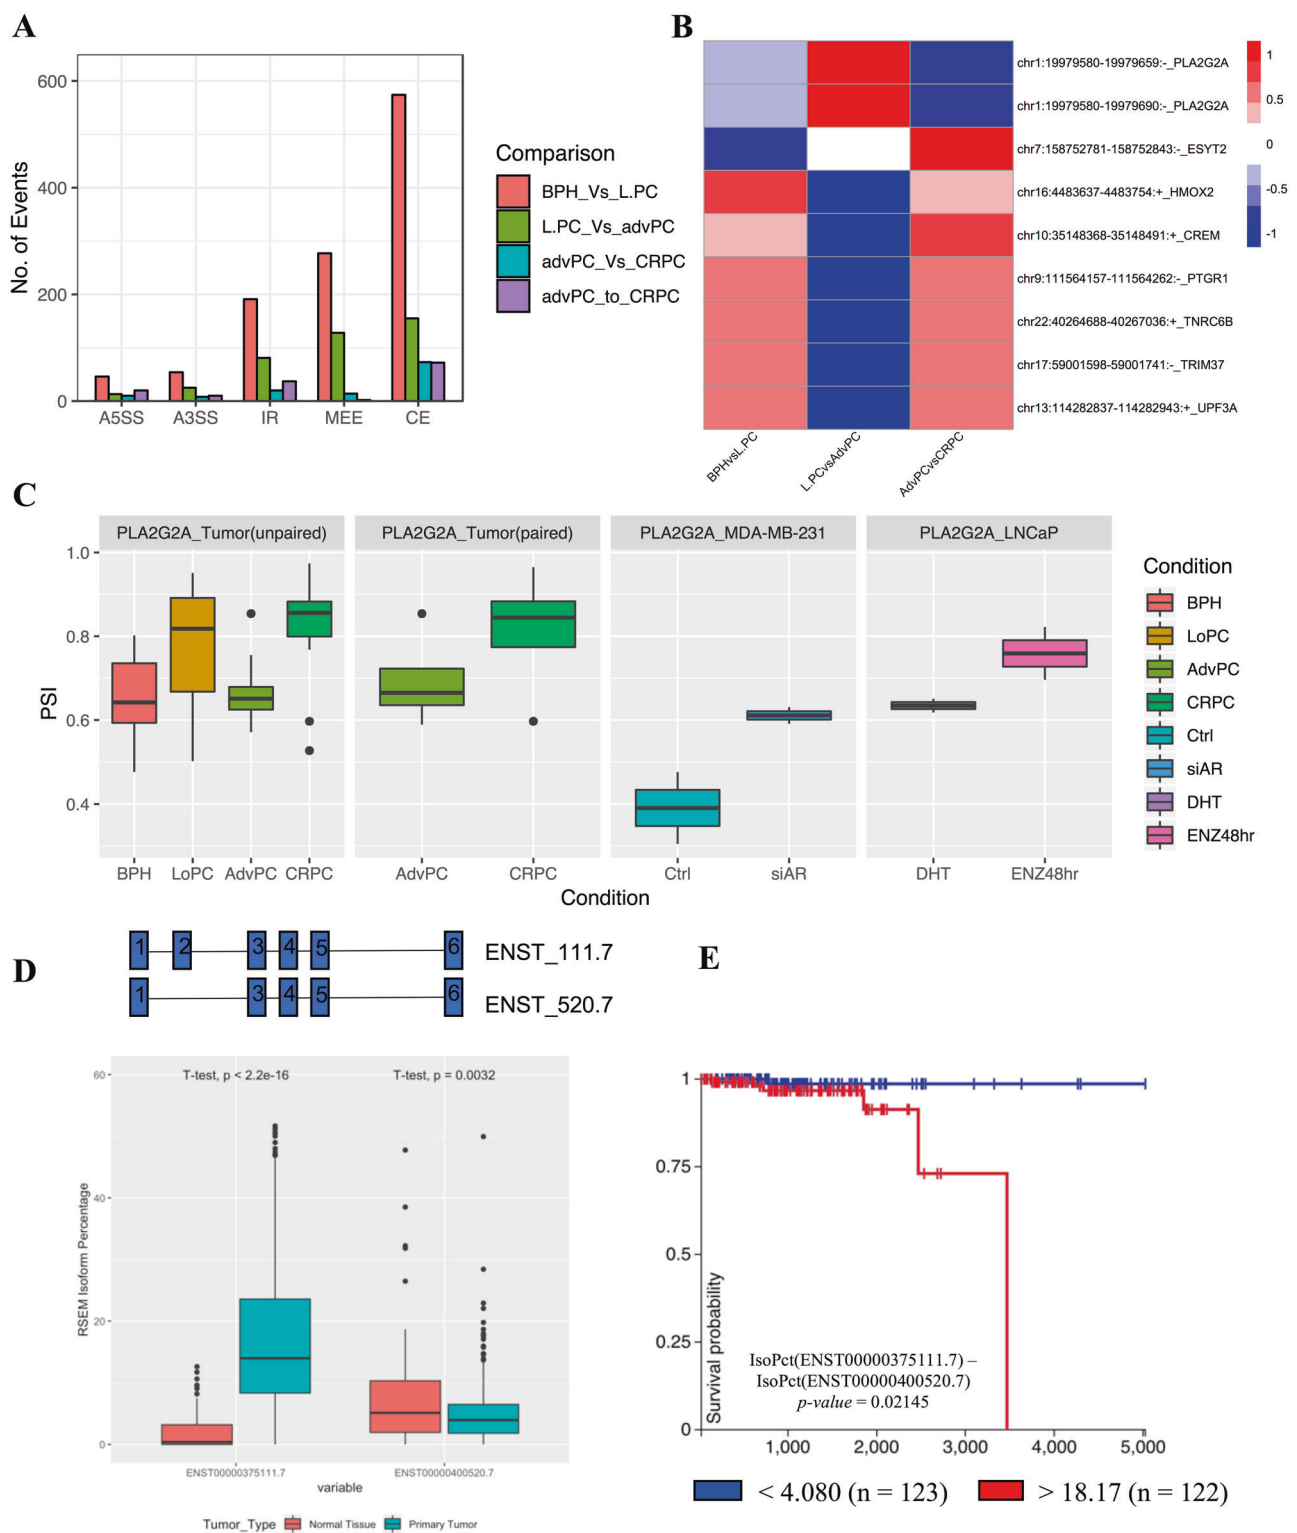 A
600
400
200
0
No. of Events
A5SS A3SS IR MEE CE
Comparison
BPH_Vs_L.PC
L.PC_Vs_advPC
advPC_Vs_CRPC
advPC_to_CRPC
B
chr1:19979580-19979659:-_PLA2G2A
chr1:19979580-19979690:-_PLA2G2A
chr7:158752781-158752843:-_ESYT2
chr16:4483637-4483754:+_HMOX2
chr10:35148368-35148491:+_CREM
chr9:111564157-111564262:-_PTGR1
chr22:40264688-40267036:+_TNRC6B
chr17:59001598-59001741:-_TRIM37
chr13:114282837-114282943:+_UPF3A
1
0.5
0
-0.5
-1
BPHvsL.PC
L.PCvsAdvPC
AdvPCvsCRPC
C
PLA2G2A_Tumor(unpaired) PLA2G2A_Tumor(paired) PLA2G2A_MDA-MB-231 PLA2G2A_LNCaP
1.0
0.8
0.6
0.4
PSI
BPH LoPC AdvPC CRPC AdvPC CRPC Ctrl siAR DHT ENZ48hr
Condition
Condition
BPH
LoPC
AdvPC
CRPC
Ctrl
siAR
DHT
ENZ48hr
D
1 2 3 4 5 6 ENST_111.7
1 3 4 5 6 ENST_520.7
T-test, p < 2.2e-16 T-test, p = 0.0032
60
40
20
0
RSEM Isoform Percentage
ENST00000375111.7 ENST00000400520.7
variable
Tumor_Type Normal Tissue Primary Tumor
E
1
0.75
0.5
0.25
0
Survival probability
IsoPct(ENST00000375111.7) –
IsoPct(ENST00000400520.7)
p-value = 0.02145
1,000 2,000 3,000 4,000 5,000
< 4.080 (n = 123) > 18.17 (n = 122)